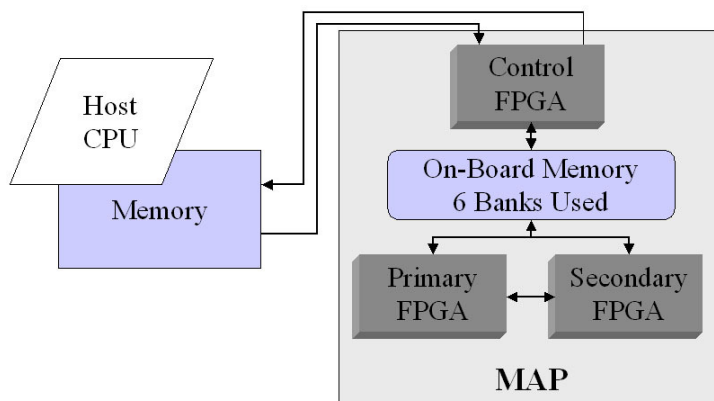 Host
CPU
Memory
Control
FPGA
On-Board Memory
6 Banks Used
Primary
FPGA
Secondary
FPGA
MAP